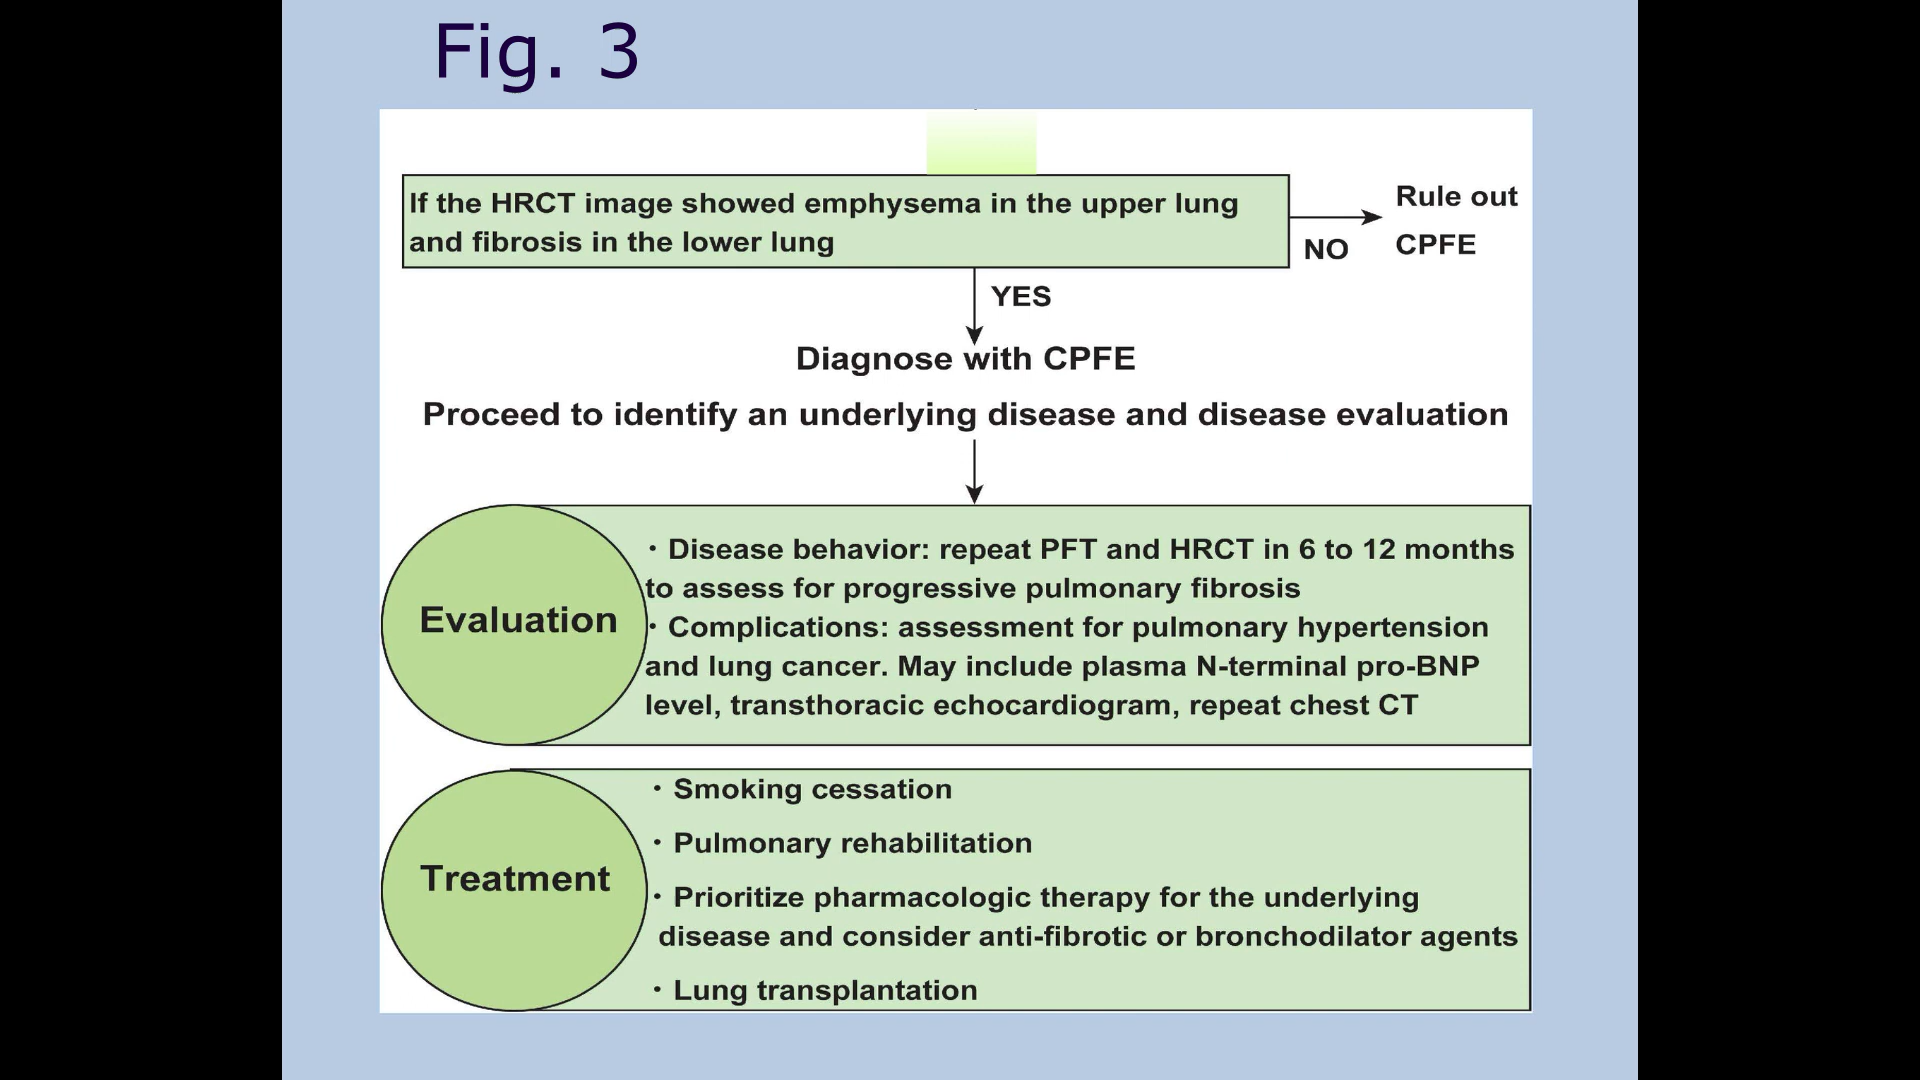 Fig. 3
If the HRCT image showed emphysema in the upper lung
and fibrosis in the lower lung
NO
Rule out
CPFE
YES
Diagnose with CPFE
Proceed to identify an underlying disease and disease evaluation
Evaluation
· Disease behavior: repeat PFT and HRCT in 6 to 12 months
to assess for progressive pulmonary fibrosis
· Complications: assessment for pulmonary hypertension
and lung cancer. May include plasma N-terminal pro-BNP
level, transthoracic echocardiogram, repeat chest CT
Treatment
· Smoking cessation
· Pulmonary rehabilitation
· Prioritize pharmacologic therapy for the underlying
disease and consider anti-fibrotic or bronchodilator agents
· Lung transplantation